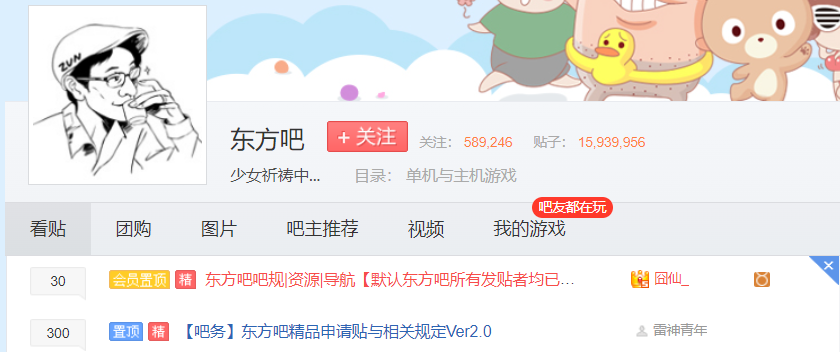 ZUN
东方吧
+ 关注
关注: 589,246 贴子: 15,939,956
少女祈祷中... 目录: 单机与主机游戏
吧友都在玩
看贴 团购 图片 吧主推荐 视频 我的游戏
30 会员置顶 精 东方吧吧规|资源|导航【默认东方吧所有发贴者均已... 囧仙_
300 置顶 精 【吧务】东方吧精品申请贴与相关规定Ver2.0 雷神青年